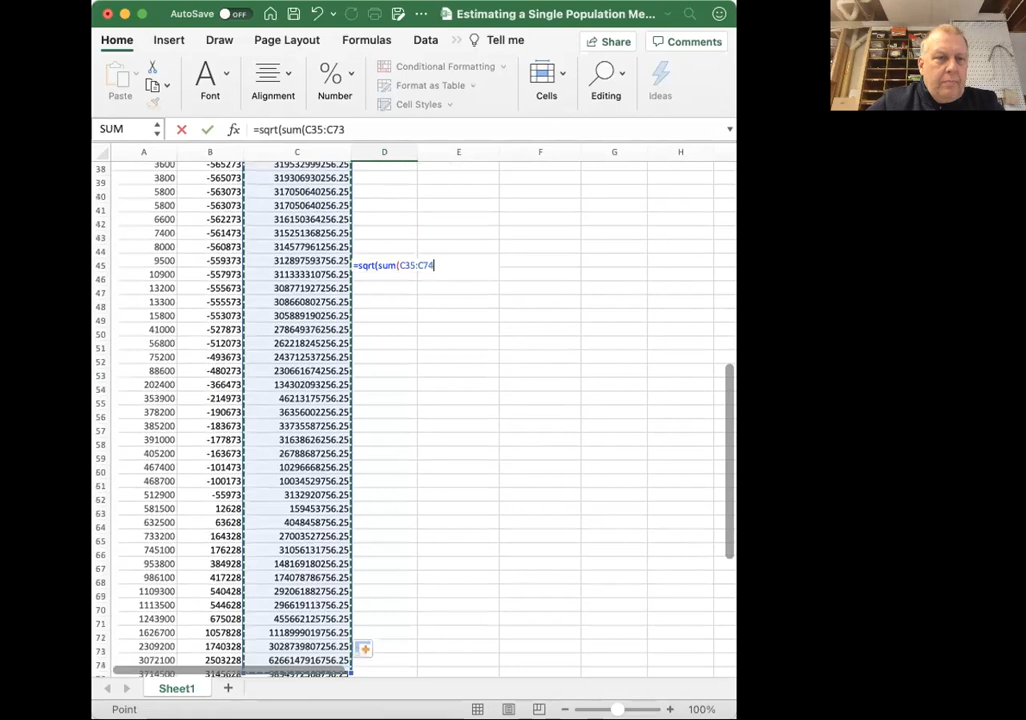 AutoSave OFF Estimating a Single Population Me...
Home Insert Draw Page Layout Formulas Data Tell me Share Comments
Paste Font Alignment Number Conditional Formatting Format as Table Cell Styles Cells Editing Ideas
SUM fx =sqrt(sum(C35:C73
A B C D E F G H
38 3600 -565273 319532999256.25
39 3800 -565073 319306930256.25
40 5800 -563073 317050640256.25
41 5800 -563073 317050640256.25
42 6600 -562273 316150364256.25
43 7400 -561473 315251368256.25
44 8000 -560873 314577961256.25
45 9500 -559373 312897593756.25 =sqrt(sum(C35:C74
46 10900 -557973 311333310756.25
47 13200 -555673 308771927256.25
48 13300 -555573 308660802756.25
49 15800 -553073 305889190256.25
50 41000 -527873 278649376256.25
51 56800 -512073 262218245256.25
52 75200 -493673 243712537756.25
53 88600 -480273 230661674256.25
54 202400 -366473 134302093256.25
55 353900 -214973 46213175756.25
56 378200 -190673 36356002256.25
57 385200 -183673 33735587256.25
58 391000 -177873 31638626256.25
59 405200 -163673 26788687256.25
60 467400 -101473 10296668256.25
61 468700 -100173 10034529756.25
62 512900 -55973 3132920756.25
63 581500 12628 159453756.25
64 632500 63628 4048458756.25
65 733200 164328 27003527256.25
66 745100 176228 31056131756.25
67 953800 384928 148169180256.25
68 986100 417228 174078786756.25
69 1109300 540428 292061882756.25
70 1113500 544628 296619113756.25
71 1243900 675028 455662125756.25
72 1626700 1057828 1118999019756.25
73 2309200 1740328 3028739807256.25
74 3072100 2503228 6266147916756.25
3714500 3145628
Sheet1
Point 100%